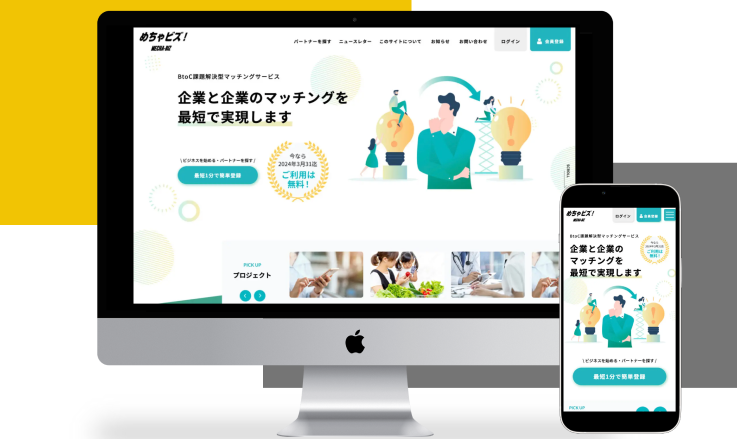 めちゃビズ！
MECHA-BIZ
パートナーを探す ニュースレター このサイトについて お知らせ お問い合わせ ログイン 会員登録
BtoC課題解決型マッチングサービス
企業と企業のマッチングを
最短で実現します
\ビジネスを始める・パートナーを探す/
最短1分で簡単登録
今なら
2024年3月31迄
ご利用は
無料！
PICK UP
プロジェクト
めちゃビズ！
MECHA-BIZ
ログイン 会員登録
BtoC課題解決型マッチングサービス
企業と企業の
マッチングを
最短で実現します
今なら
2024年3月31迄
ご利用は
無料！
\ビジネスを始める・パートナーを探す/
最短1分で簡単登録
PICK UP